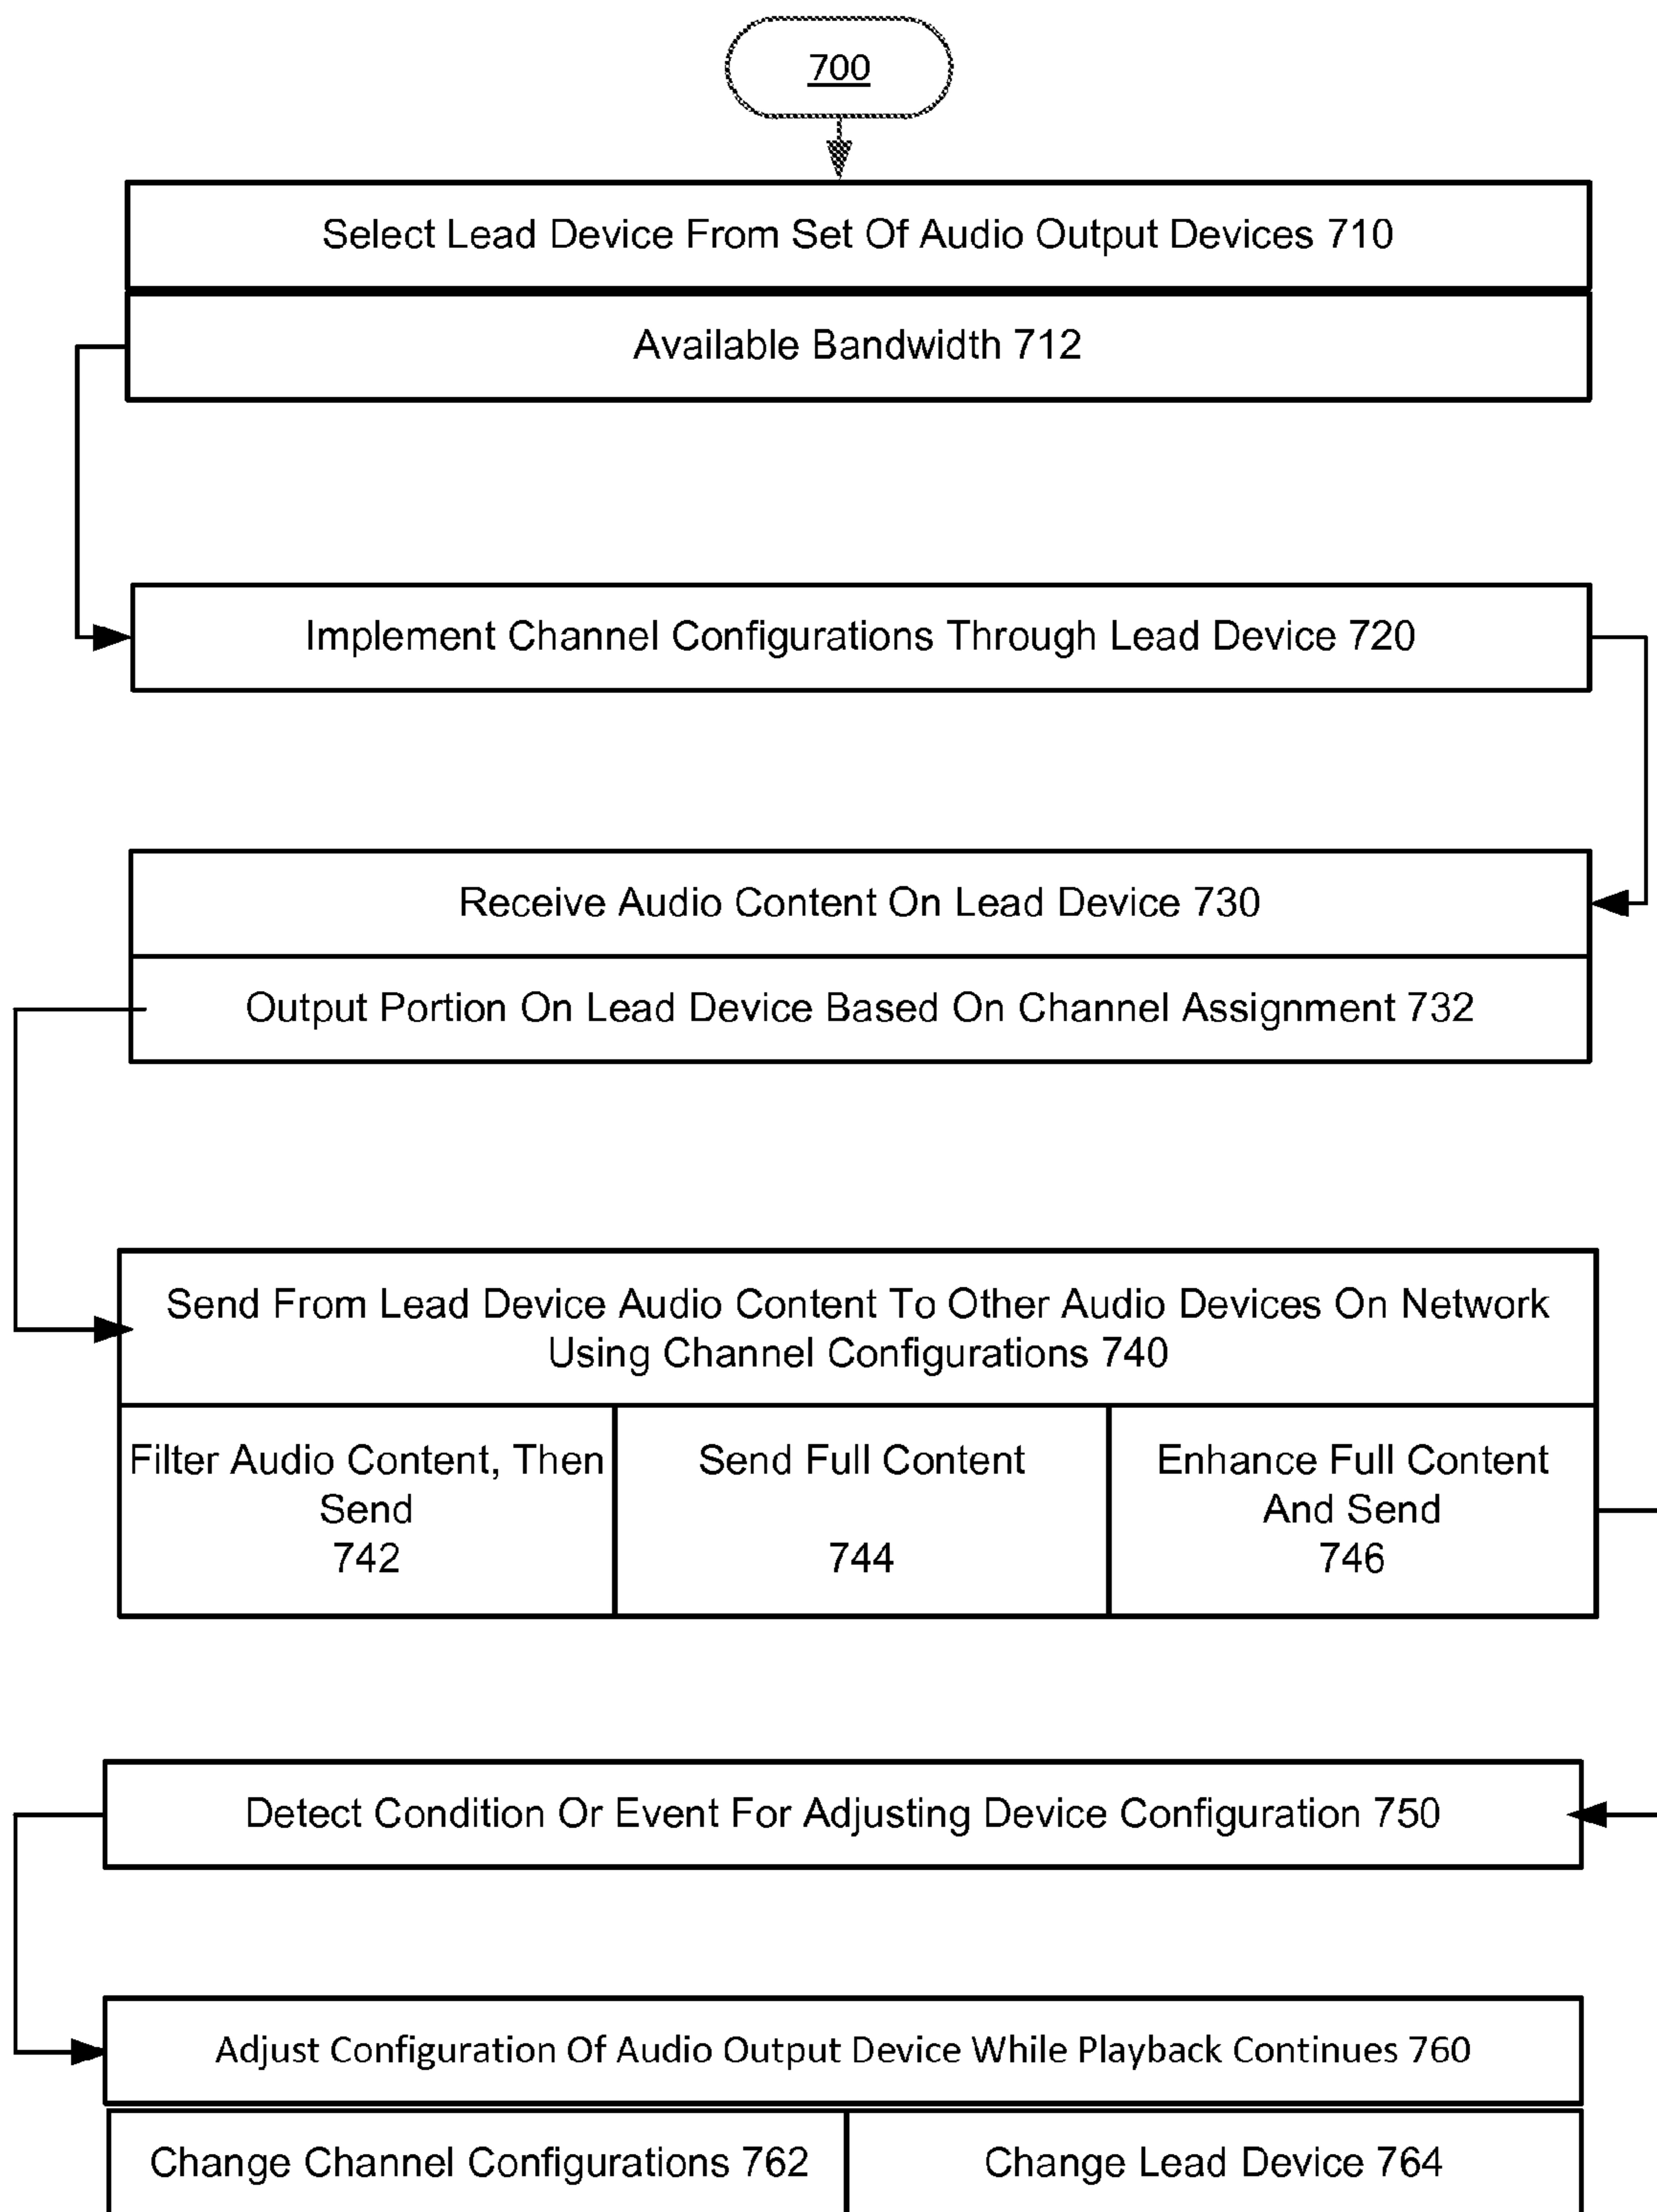 700
Select Lead Device From Set Of Audio Output Devices 710
Available Bandwidth 712
Implement Channel Configurations Through Lead Device 720
Receive Audio Content On Lead Device 730
Output Portion On Lead Device Based On Channel Assignment 732
Send From Lead Device Audio Content To Other Audio Devices On Network
Using Channel Configurations 740
Filter Audio Content, Then
Send
742
Send Full Content
744
Enhance Full Content
And Send
746
Detect Condition Or Event For Adjusting Device Configuration 750
Adjust Configuration Of Audio Output Device While Playback Continues 760
Change Channel Configurations 762
Change Lead Device 764